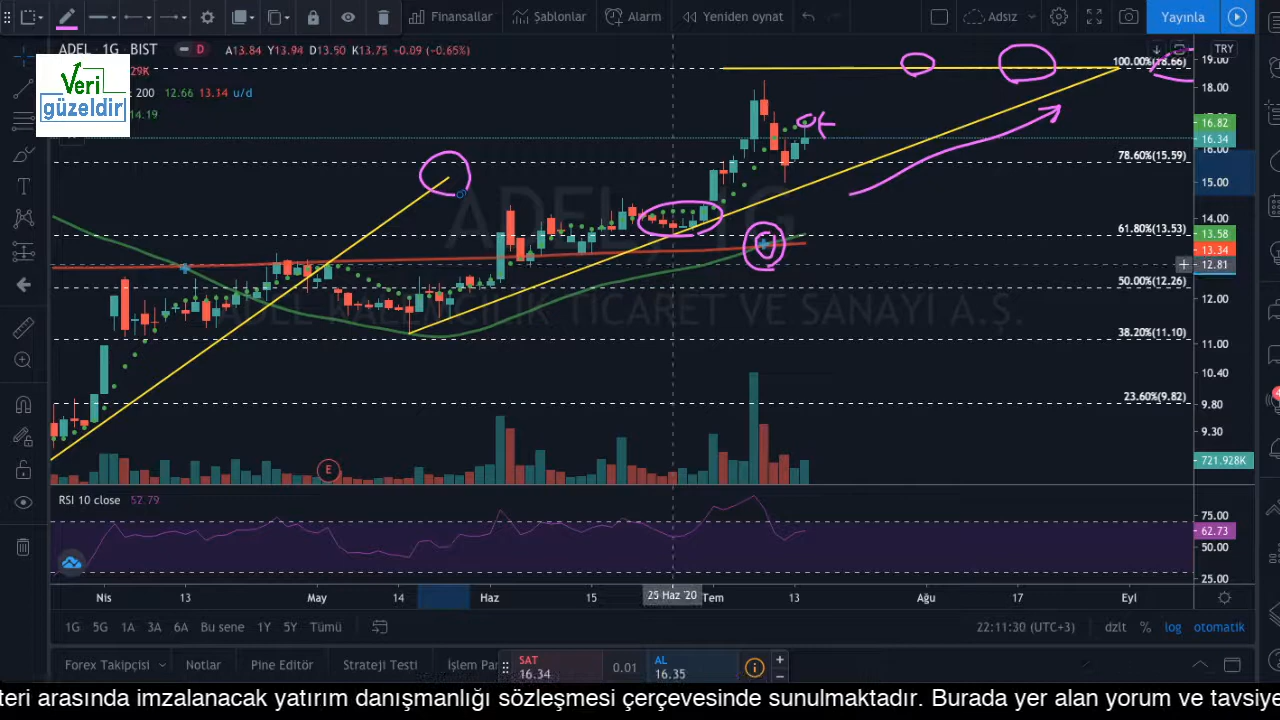 Finansallar
Şablonlar
Alarm
Yeniden oynat
Adsız
Yayınla
ADEL · 1G · BIST
D
A13.84 Y13.94 D13.50 K13.75 +0.09 (−0.65%)
TRY
29K
200 12.66 13.14 u/d
14.19
Veri
güzeldir
19.00
18.00
16.82
16.34
16.00
15.00
14.00
13.58
13.34
12.81
12.00
11.00
10.40
9.80
9.30
721.928K
100.00%(18.66)
78.60%(15.59)
61.80%(13.53)
50.00%(12.26)
38.20%(11.10)
23.60%(9.82)
ADEL, 1G
ADEL KALEMCİLİK TİCARET VE SANAYİ A.Ş.
E
RSI 10 close 52.79
75.00
62.73
50.00
25.00
Nis 13 May 14 Haz 15 25 Haz '20 Tem 13 Ağu 17 Eyl
1G 5G 1A 3A 6A Bu sene 1Y 5Y Tümü
22:11:30 (UTC+3) dzlt % log otomatik
Forex Takipçisi Notlar Pine Editör Strateji Testi İşlem Pan
SAT
16.34
0.01
AL
16.35
teri arasında imzalanacak yatırım danışmanlığı sözleşmesi çerçevesinde sunulmaktadır. Burada yer alan yorum ve tavsiye